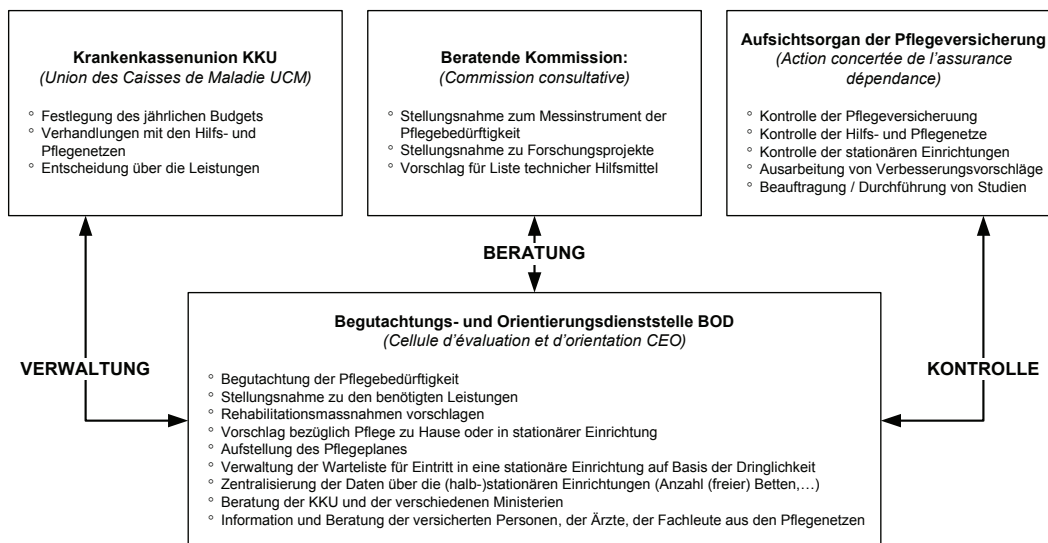 Krankenkassenunion KKU
(Union des Caisses de Maladie UCM)
° Festlegung des jährlichen Budgets
° Verhandlungen mit den Hilfs- und
Pflegenetzen
° Entscheidung über die Leistungen
Beratende Kommission:
(Commission consultative)
° Stellungsnahme zum Messinstrument der
Pflegebedürftigkeit
° Stellungsnahme zu Forschungsprojekte
° Vorschlag für Liste technischer Hilfsmittel
Aufsichtsorgan der Pflegeversicherung
(Action concertée de l'assurance
dépendance)
° Kontrolle der Pflegeversicherung
° Kontrolle der Hilfs- und Pflegenetze
° Kontrolle der stationären Einrichtungen
° Ausarbeitung von Verbesserungsvorschläge
° Beauftragung / Durchführung von Studien
BERATUNG
VERWALTUNG
KONTROLLE
Begutachtungs- und Orientierungsdienststelle BOD
(Cellule d'évaluation et d'orientation CEO)
° Begutachtung der Pflegebedürftigkeit
° Stellungsnahme zu den benötigten Leistungen
° Rehabilitationsmassnahmen vorschlagen
° Vorschlag bezüglich Pflege zu Hause oder in stationärer Einrichtung
° Aufstellung des Pflegeplanes
° Verwaltung der Warteliste für Eintritt in eine stationäre Einrichtung auf Basis der Dringlichkeit
° Zentralisierung der Daten über die (halb-)stationären Einrichtungen (Anzahl (freier) Betten,…)
° Beratung der KKU und der verschiedenen Ministerien
° Information und Beratung der versicherten Personen, der Ärzte, der Fachleute aus den Pflegenetzen